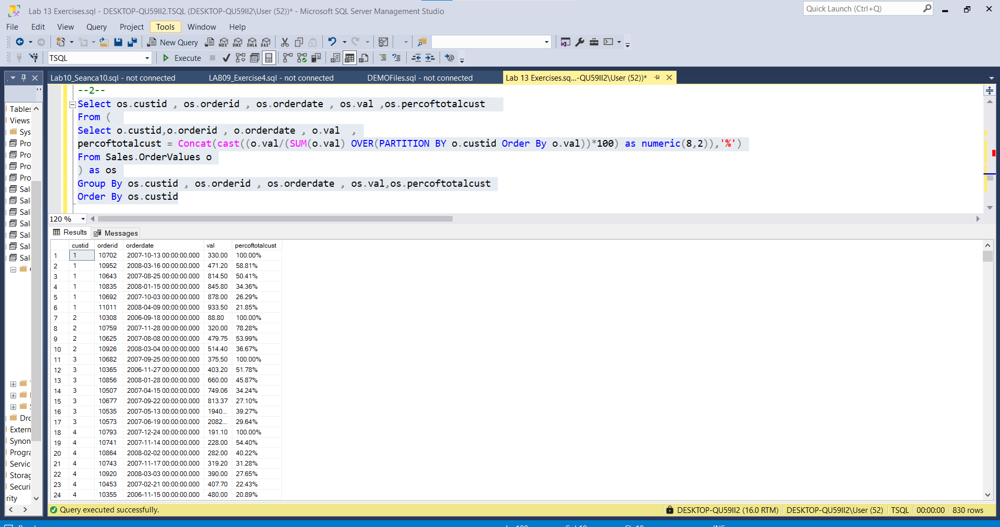 Lab 13 Exercises.sql - DESKTOP-QU59II2.TSQL (DESKTOP-QU59II2\User (52))* - Microsoft SQL Server Management Studio
Quick Launch (Ctrl+Q)
File Edit View Query Project Tools Window Help
New Query MDX DMX XMLA DAX
TSQL Execute
Lab10_Seanca10.sql - not connected LAB09_Exercise4.sql - not connected DEMOFiles.sql - not connected Lab 13 Exercises.sq...-QU59II2\User (52))*
Tables
Views
Sys
Pro
Pro
Pro
Pro
Sal
Sal
Sal
Sal
Sal
Sal
Sal
Dro
Extern
Synon
Progra
Servic
Storag
Securi
rity
--2--
Select os.custid , os.orderid , os.orderdate , os.val ,os.percoftotalcust
From (
Select o.custid,o.orderid , o.orderdate , o.val ,
percoftotalcust = Concat(cast((o.val/(SUM(o.val) OVER(PARTITION BY o.custid Order By o.val))*100) as numeric(8,2)),'%')
From Sales.OrderValues o
) as os
Group By os.custid , os.orderid , os.orderdate , os.val,os.percoftotalcust
Order By os.custid
120 %
Results Messages
custid orderid orderdate val percoftotalcust
1 1 10702 2007-10-13 00:00:00.000 330.00 100.00%
2 1 10952 2008-03-16 00:00:00.000 471.20 58.81%
3 1 10643 2007-08-25 00:00:00.000 814.50 50.41%
4 1 10835 2008-01-15 00:00:00.000 845.80 34.36%
5 1 10692 2007-10-03 00:00:00.000 878.00 26.29%
6 1 11011 2008-04-09 00:00:00.000 933.50 21.85%
7 2 10308 2006-09-18 00:00:00.000 88.80 100.00%
8 2 10759 2007-11-28 00:00:00.000 320.00 78.28%
9 2 10625 2007-08-08 00:00:00.000 479.75 53.99%
10 2 10926 2008-03-04 00:00:00.000 514.40 36.67%
11 3 10682 2007-09-25 00:00:00.000 375.50 100.00%
12 3 10365 2006-11-27 00:00:00.000 403.20 51.78%
13 3 10856 2008-01-28 00:00:00.000 660.00 45.87%
14 3 10507 2007-04-15 00:00:00.000 749.06 34.24%
15 3 10677 2007-09-22 00:00:00.000 813.37 27.10%
16 3 10535 2007-05-13 00:00:00.000 1940... 39.27%
17 3 10573 2007-06-19 00:00:00.000 2082... 29.64%
18 4 10793 2007-12-24 00:00:00.000 191.10 100.00%
19 4 10741 2007-11-14 00:00:00.000 228.00 54.40%
20 4 10864 2008-02-02 00:00:00.000 282.00 40.22%
21 4 10743 2007-11-17 00:00:00.000 319.20 31.28%
22 4 10920 2008-03-03 00:00:00.000 390.00 27.65%
23 4 10453 2007-02-21 00:00:00.000 407.70 22.43%
24 4 10355 2006-11-15 00:00:00.000 480.00 20.89%
Query executed successfully. DESKTOP-QU59II2 (16.0 RTM) DESKTOP-QU59II2\User (52) TSQL 00:00:00 830 rows